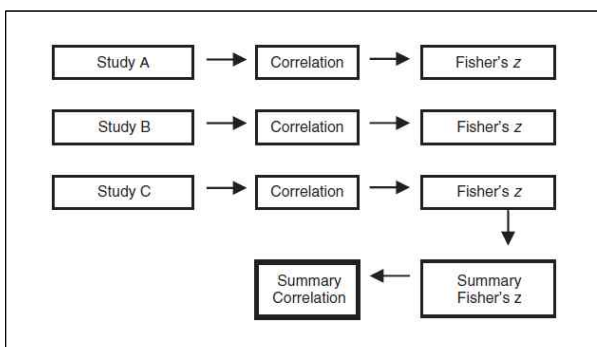 Study A Correlation Fisher's z
Study B Correlation Fisher's z
Study C Correlation Fisher's z
Summary
Correlation
Summary
Fisher's z